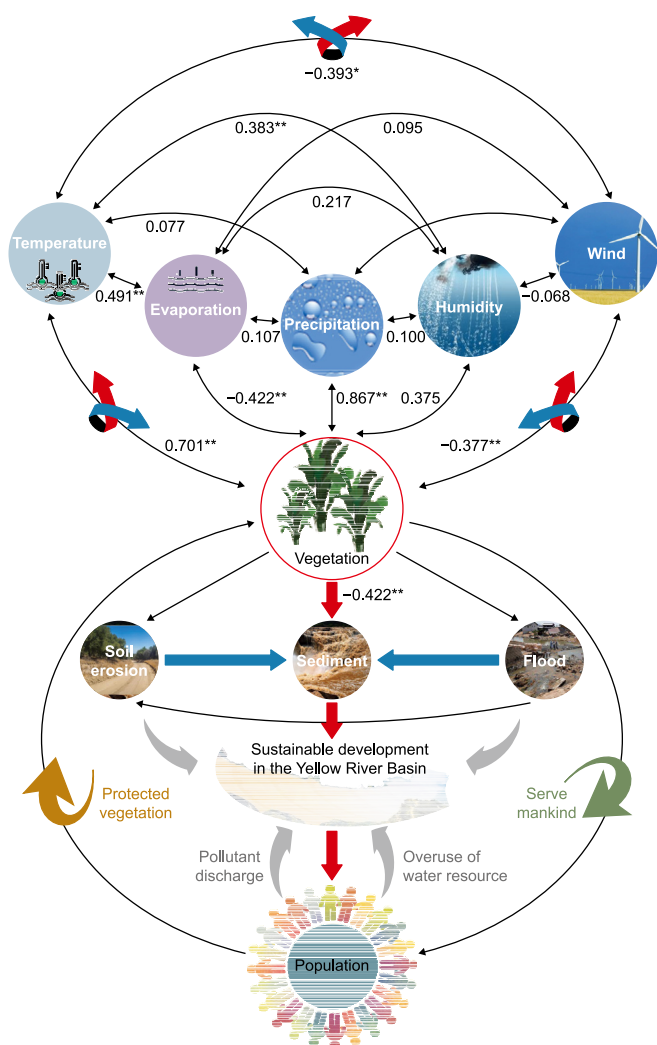 −0.393*
0.383**
0.095
0.217
Temperature
0.077
Wind
0.491**
Evaporation
Precipitation
Humidity
−0.068
0.107
0.100
−0.422**
0.867**
0.375
0.701**
−0.377**
Vegetation
−0.422**
Soil
erosion
Sediment
Flood
Sustainable development
in the Yellow River Basin
Protected
vegetation
Serve
mankind
Pollutant
discharge
Overuse of
water resource
Population